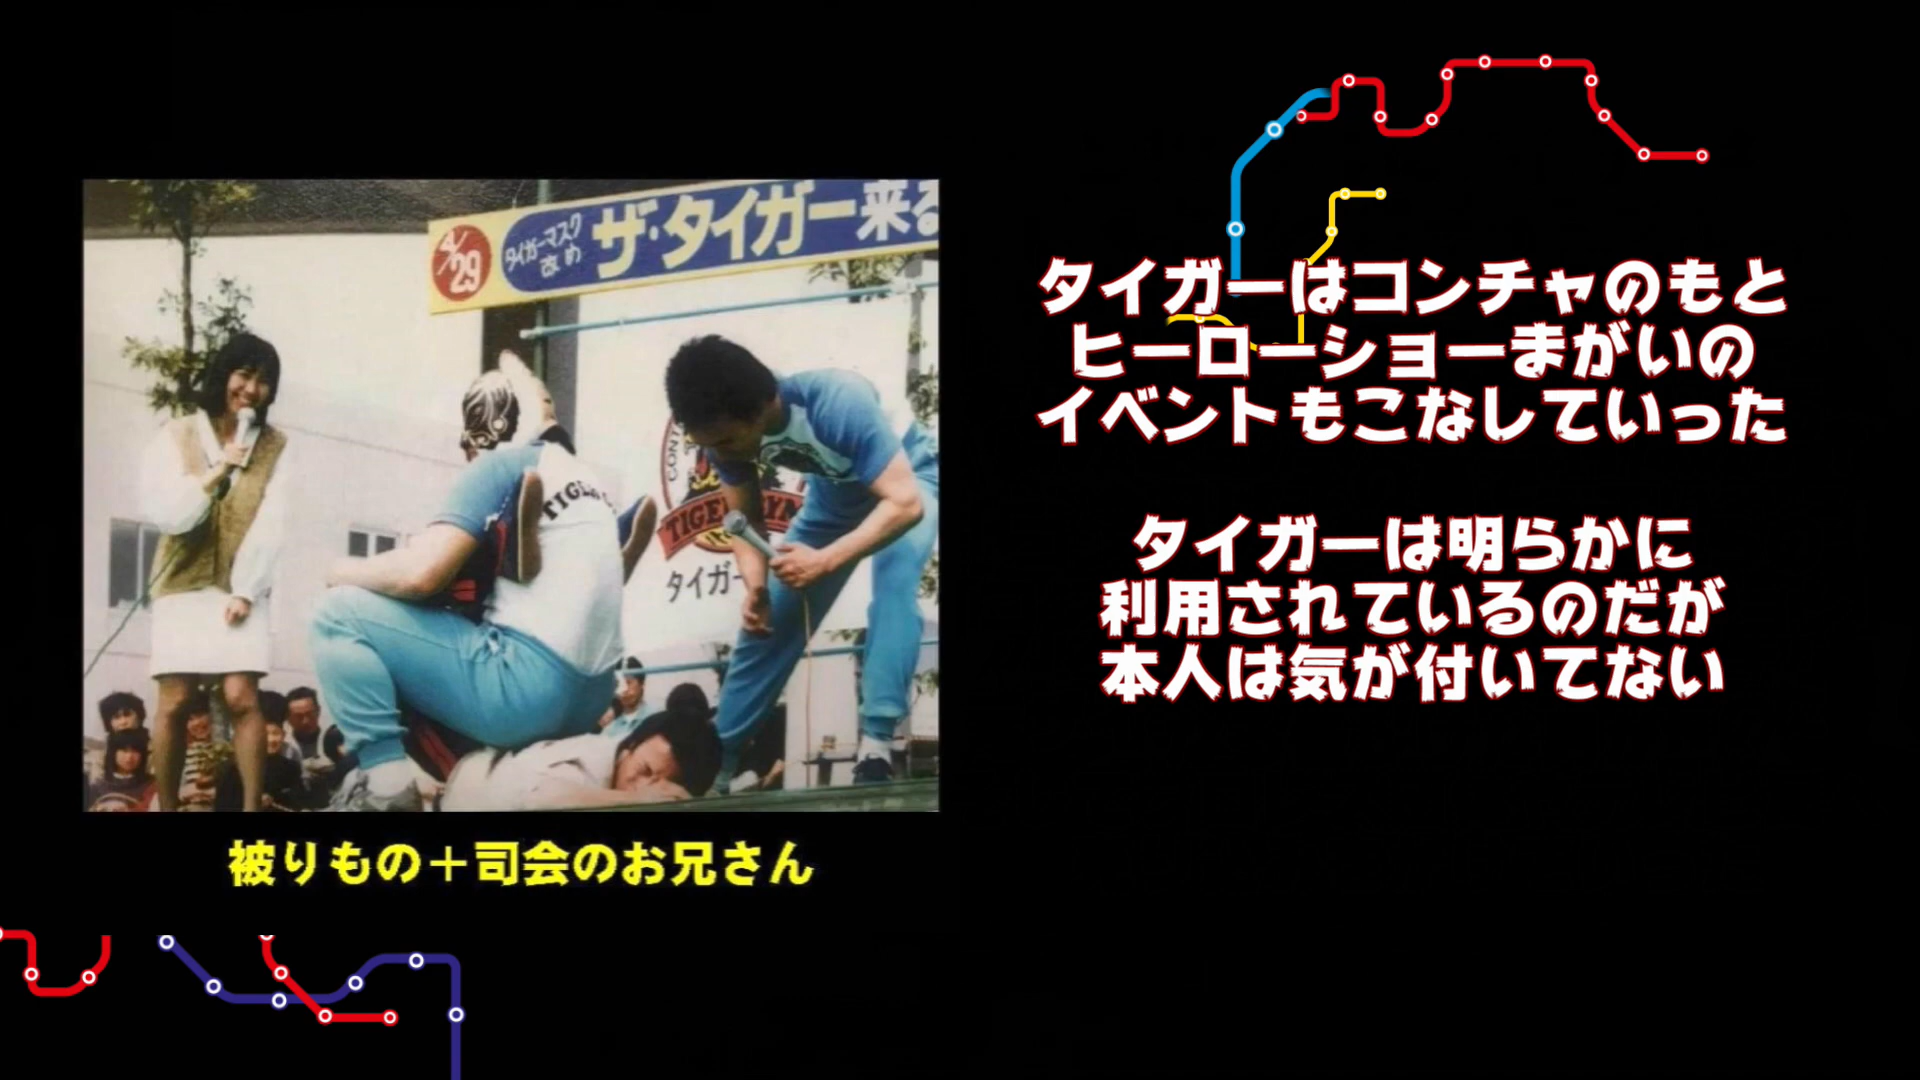 4/29
タイガーマスク
改め
ザ・タイガー来る
TIGER
タイガー
タイガーはコンチャのもと
ヒーローショーまがいの
イベントもこなしていった
タイガーは明らかに
利用されているのだが
本人は気が付いてない
被りもの＋司会のお兄さん